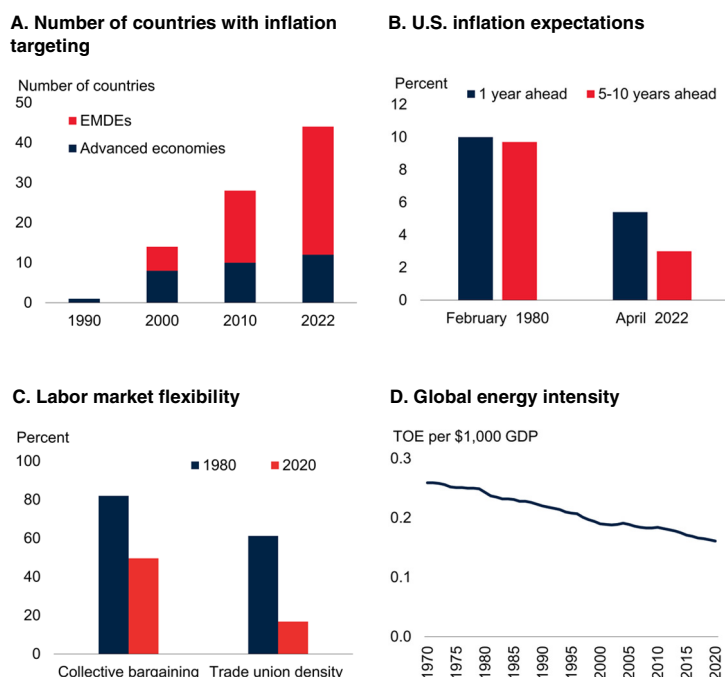 A. Number of countries with inflation
targeting
Number of countries
50
40
30
20
10
0
EMDEs
Advanced economies
1990 2000 2010 2022
B. U.S. inflation expectations
Percent
12
10
8
6
4
2
0
1 year ahead 5-10 years ahead
February 1980 April 2022
C. Labor market flexibility
Percent
100
80
60
40
20
0
1980 2020
Collective bargaining Trade union density
D. Global energy intensity
TOE per $1,000 GDP
0.3
0.2
0.1
0.0
1970
1975
1980
1985
1990
1995
2000
2005
2010
2015
2020